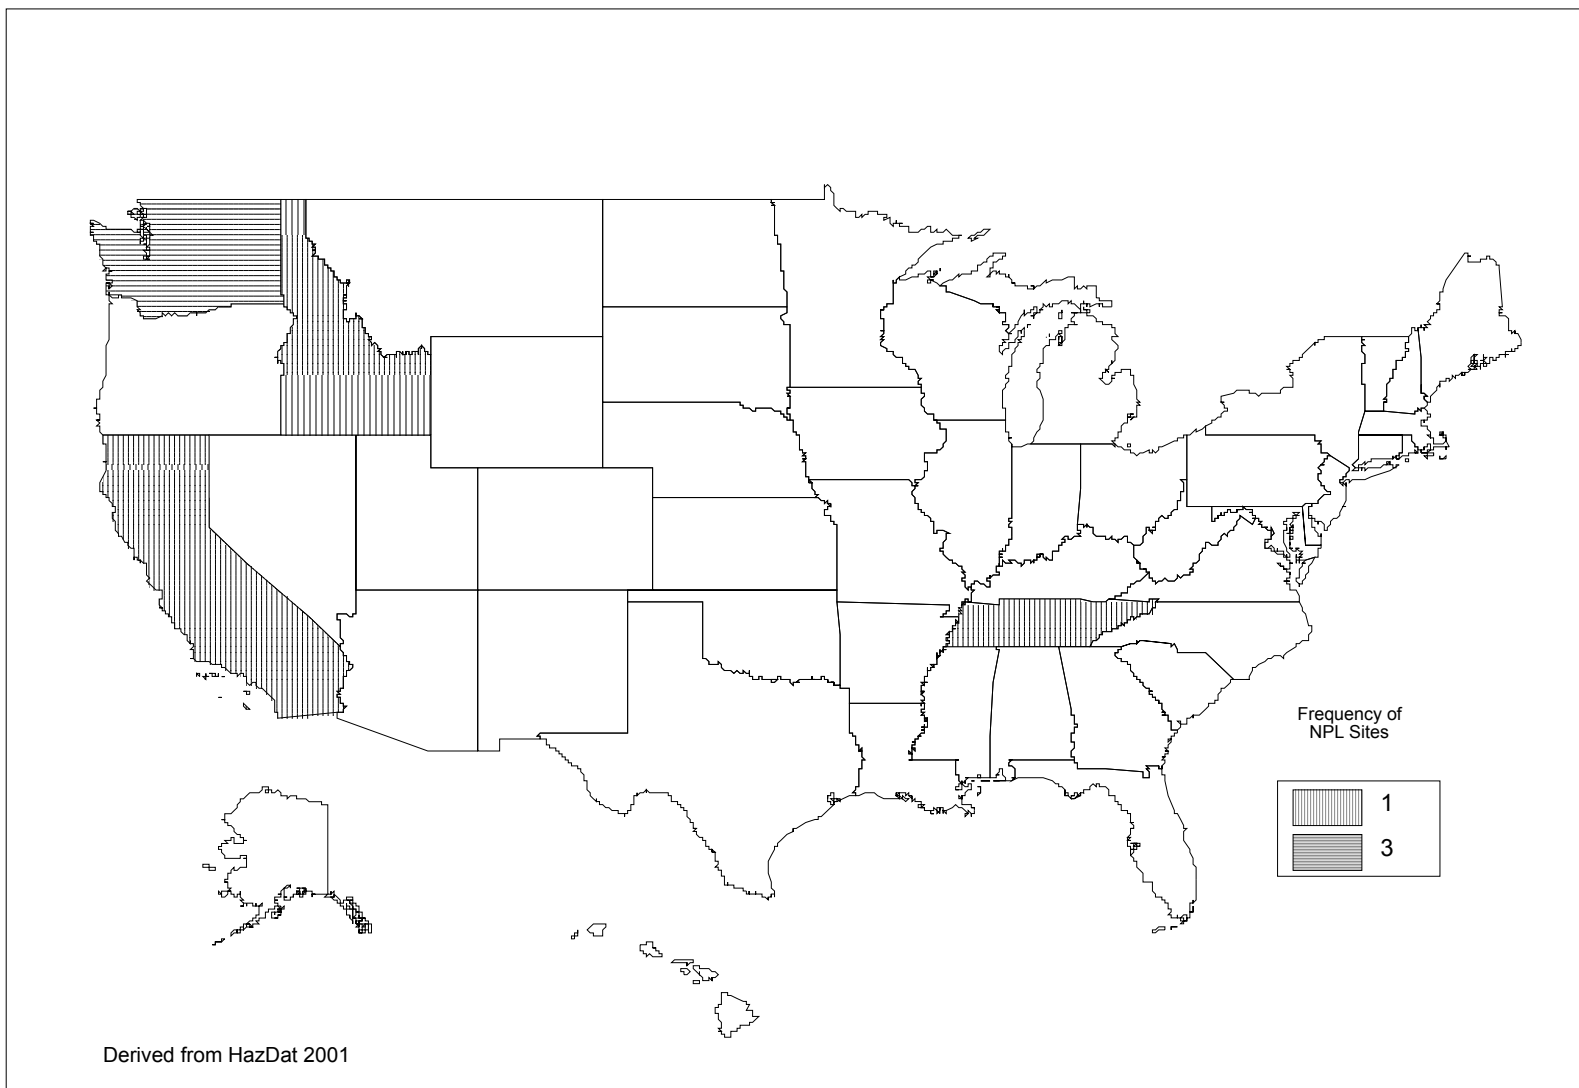 Frequency of
NPL Sites
1
3
Derived from HazDat 2001